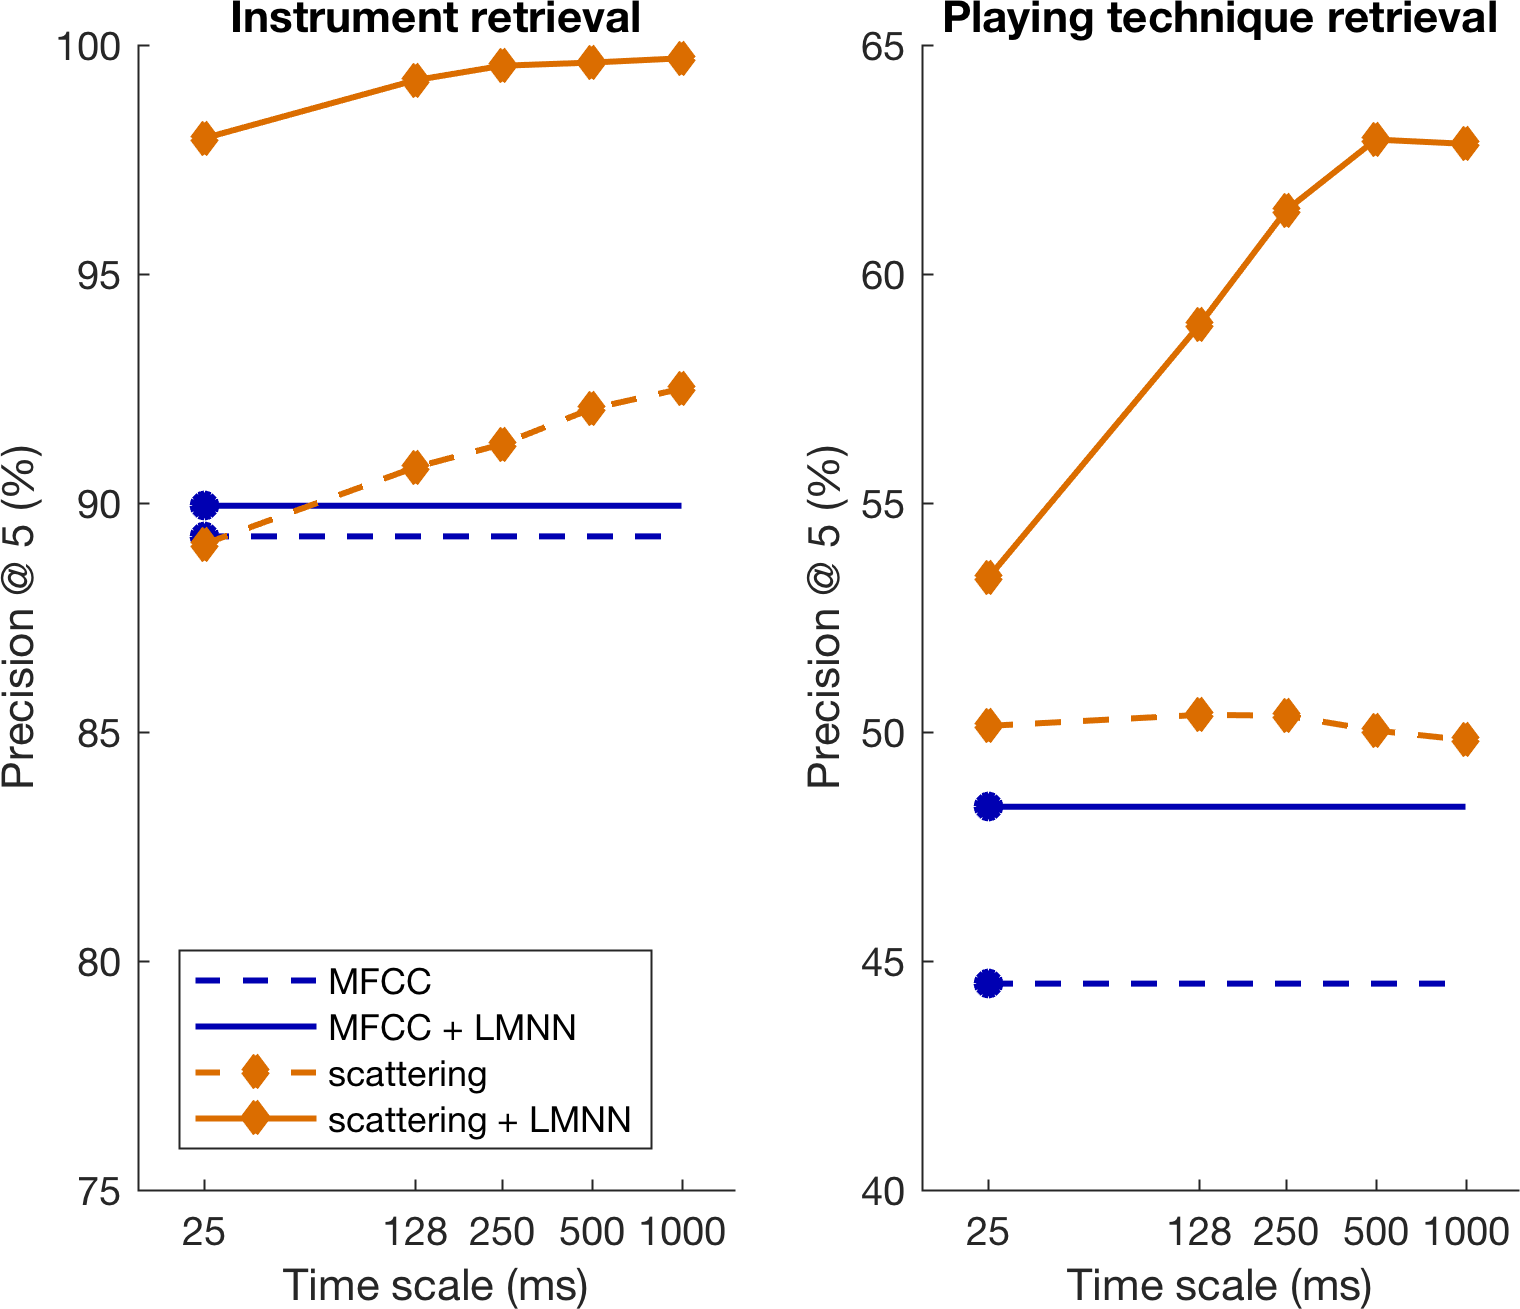 Instrument retrieval
100
95
90
85
80
75
Precision @ 5 (%)
MFCC
MFCC + LMNN
scattering
scattering + LMNN
25 128 250 500 1000
Time scale (ms)
Playing technique retrieval
65
60
55
50
45
40
Precision @ 5 (%)
25 128 250 500 1000
Time scale (ms)